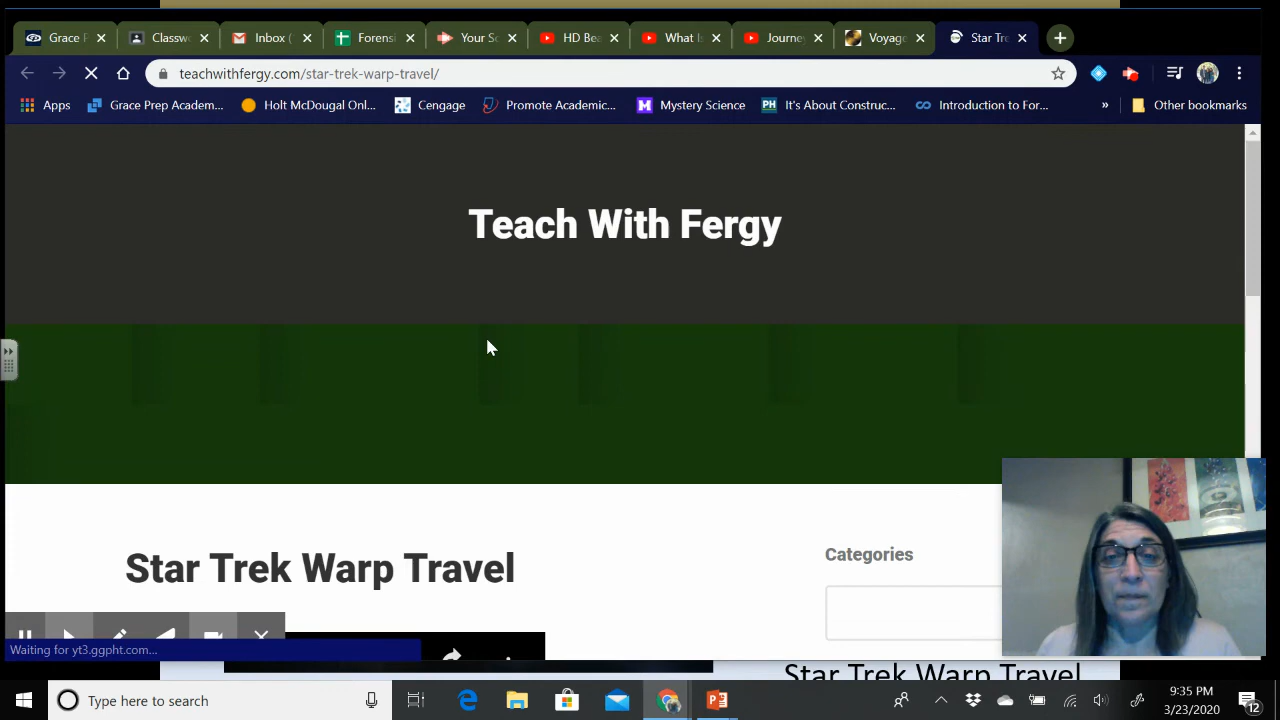 Grace P
Classw
Inbox (
Forensi
Your Sc
HD Bea
What Is
Journey
Voyage
Star Tre
teachwithfergy.com/star-trek-warp-travel/
Apps
Grace Prep Academ...
Holt McDougal Onl...
Cengage
Promote Academic...
Mystery Science
PH
It's About Construc...
Introduction to For...
»
Other bookmarks
Teach With Fergy
Star Trek Warp Travel
Categories
Waiting for yt3.ggpht.com...
Star Trek Warp Travel
Type here to search
9:35 PM
3/23/2020
12